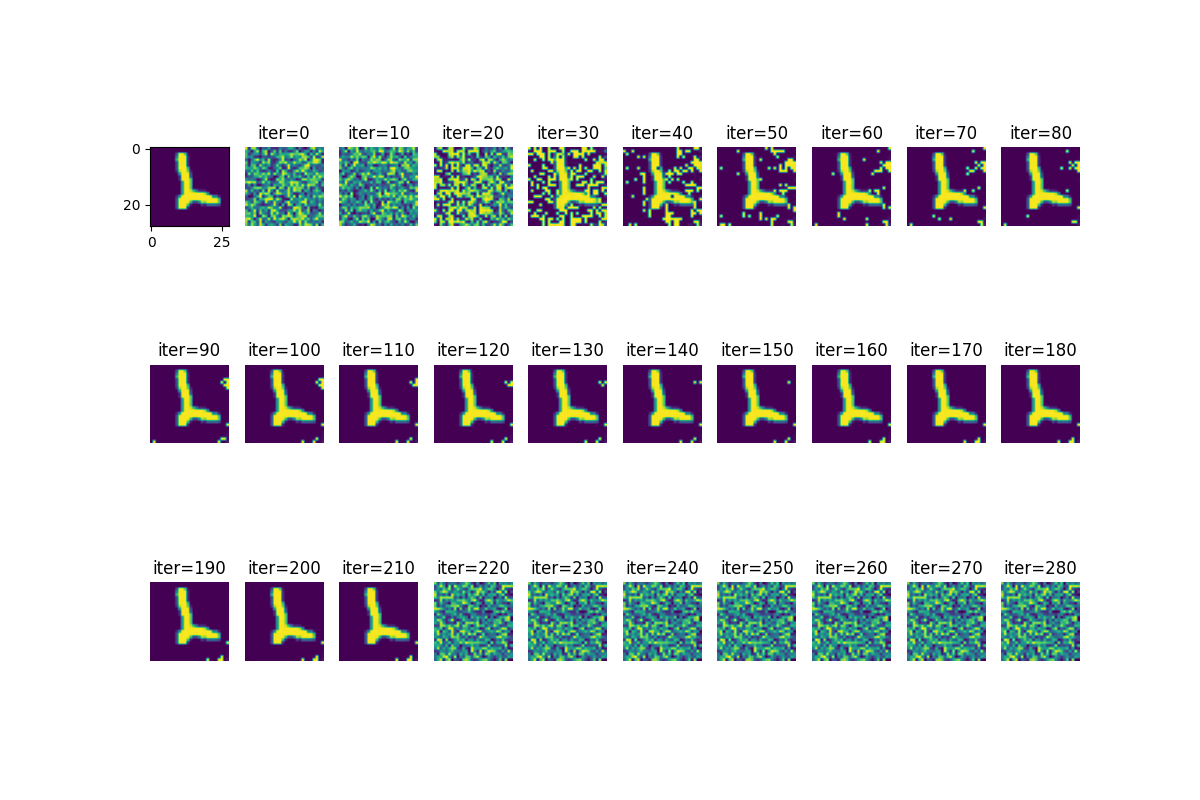 iter=0 iter=10 iter=20 iter=30 iter=40 iter=50 iter=60 iter=70 iter=80
0
20
0 25
iter=90 iter=100 iter=110 iter=120 iter=130 iter=140 iter=150 iter=160 iter=170 iter=180
iter=190 iter=200 iter=210 iter=220 iter=230 iter=240 iter=250 iter=260 iter=270 iter=280